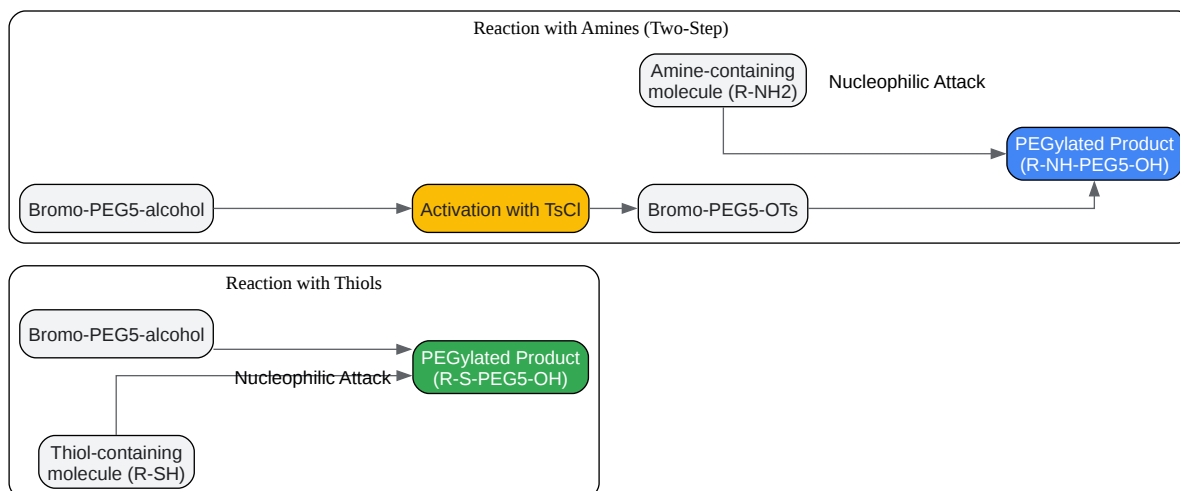 Reaction with Amines (Two-Step)
Amine-containing
molecule (R-NH2)
Nucleophilic Attack
PEGylated Product
(R-NH-PEG5-OH)
Bromo-PEG5-alcohol
Activation with TsCl
Bromo-PEG5-OTs
Reaction with Thiols
Bromo-PEG5-alcohol
PEGylated Product
(R-S-PEG5-OH)
Nucleophilic Attack
Thiol-containing
molecule (R-SH)